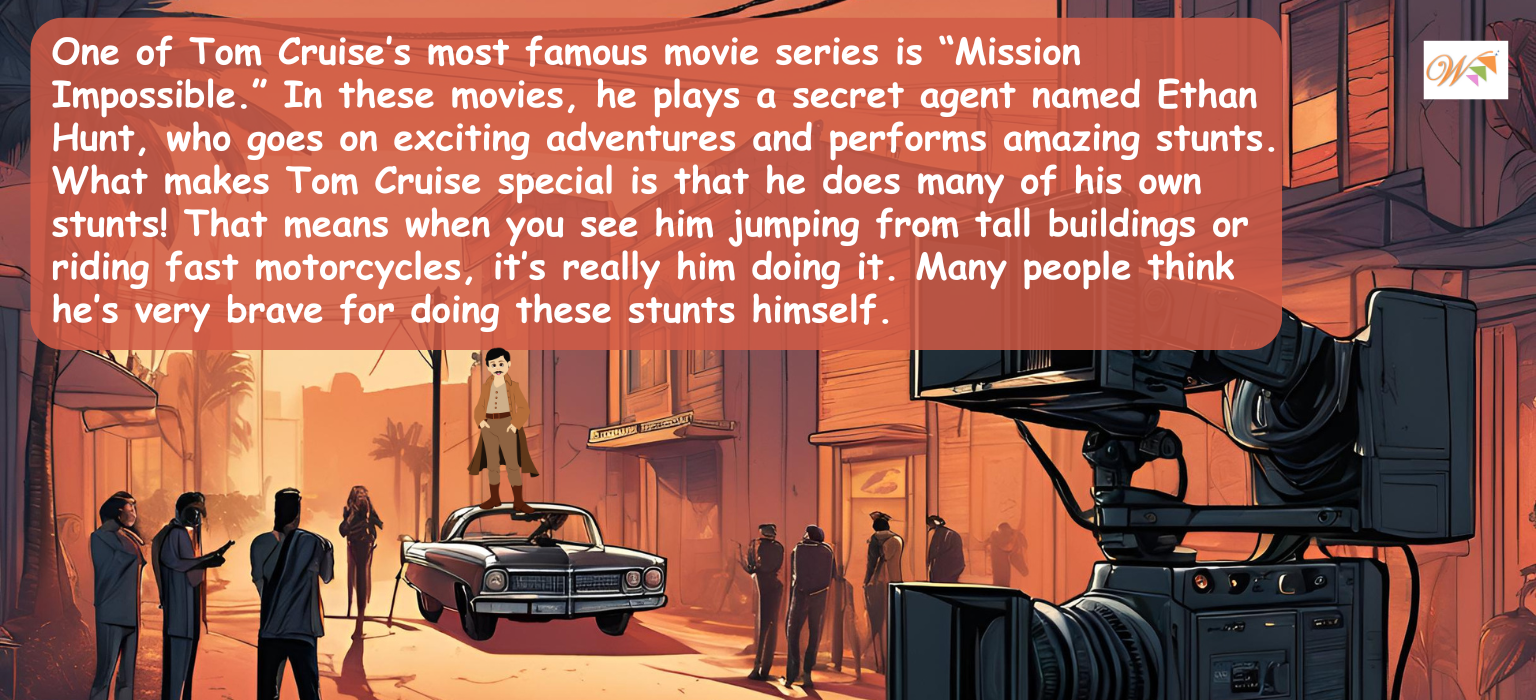 One of Tom Cruise’s most famous movie series is “Mission
Impossible.” In these movies, he plays a secret agent named Ethan
Hunt, who goes on exciting adventures and performs amazing stunts.
What makes Tom Cruise special is that he does many of his own
stunts! That means when you see him jumping from tall buildings or
riding fast motorcycles, it’s really him doing it. Many people think
he’s very brave for doing these stunts himself.
W